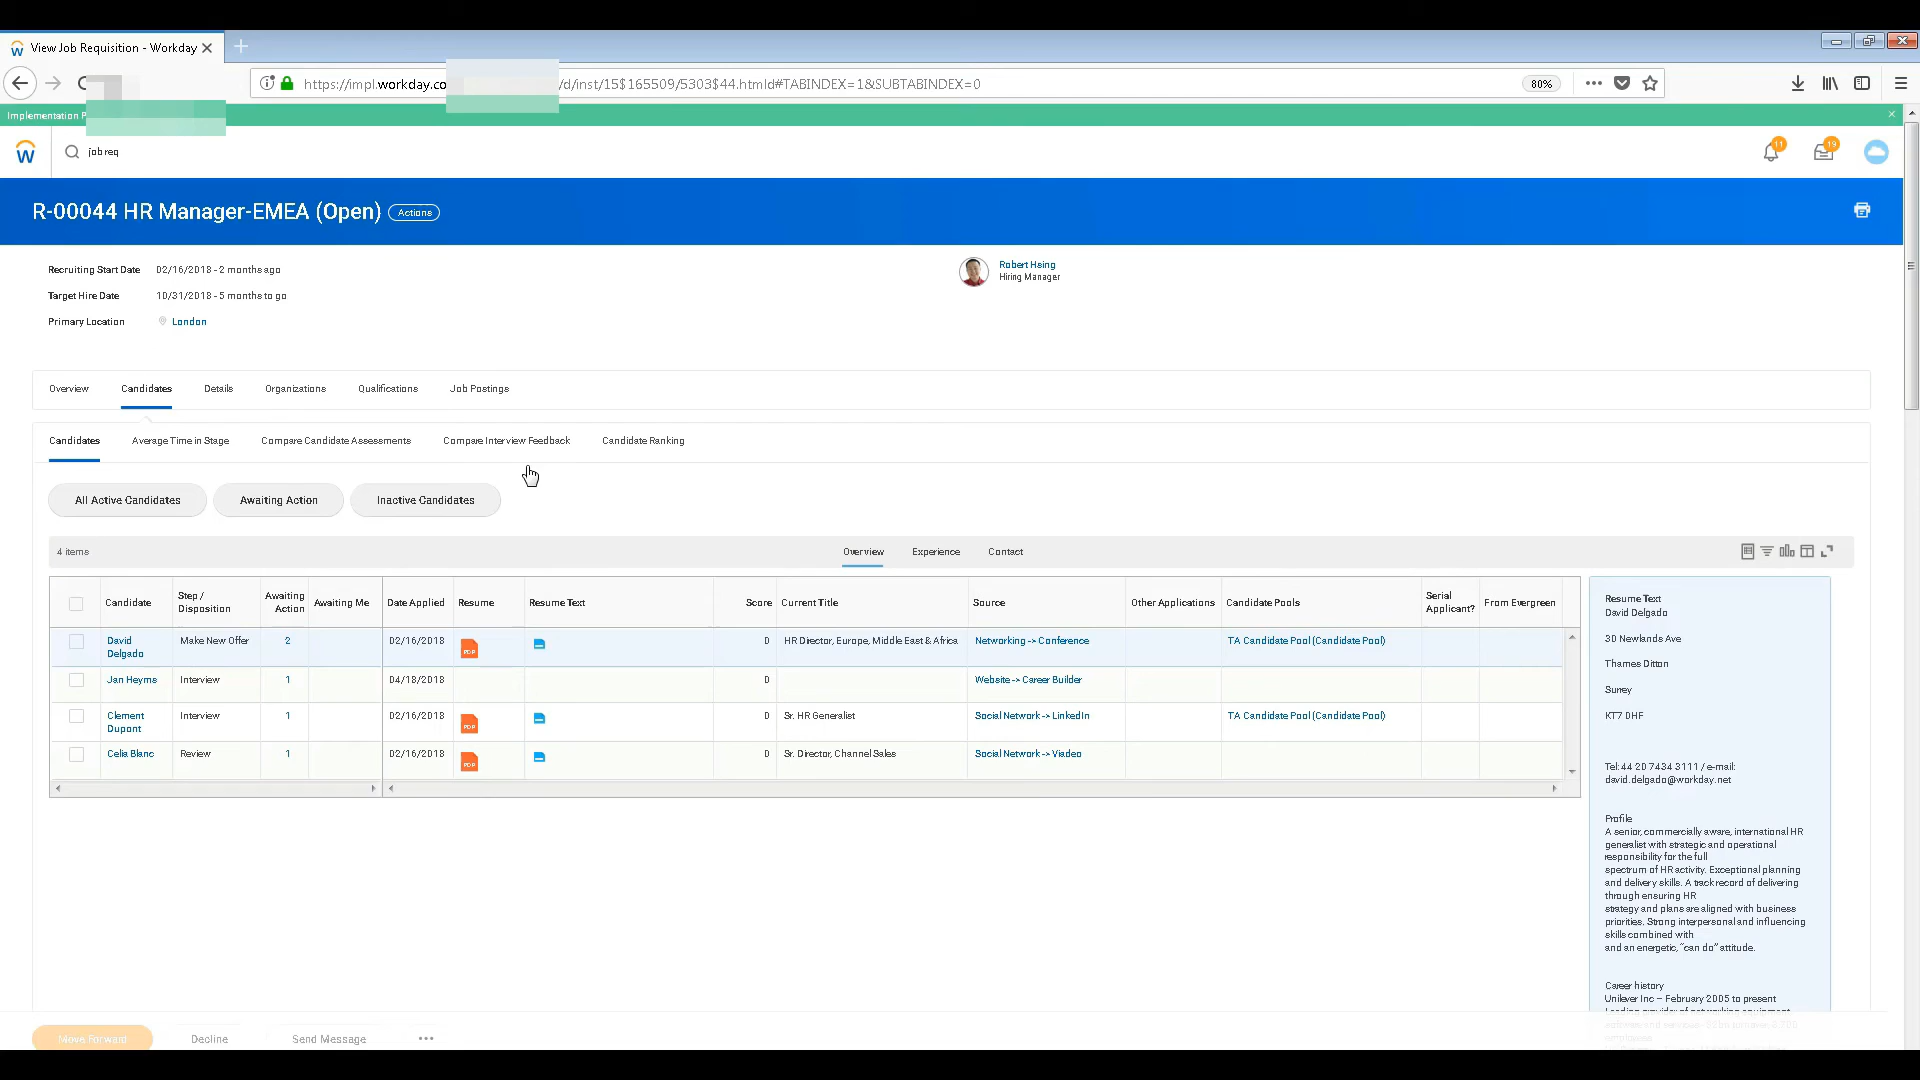 View Job Requisition - Workday
https://impl.workday.co /d/inst/15$165509/5303$44.htmld#TABINDEX=1&SUBTABINDEX=0
80%
Implementation P
job req
11
19
R-00044 HR Manager-EMEA (Open)
Actions
Recruiting Start Date 02/16/2018 - 2 months ago
Target Hire Date 10/31/2018 - 5 months to go
Primary Location London
Robert Hsing
Hiring Manager
Overview Candidates Details Organizations Qualifications Job Postings
Candidates Average Time in Stage Compare Candidate Assessments Compare Interview Feedback Candidate Ranking
All Active Candidates Awaiting Action Inactive Candidates
4 items
Overview Experience Contact
Candidate Step / Disposition Awaiting Action Awaiting Me Date Applied Resume Resume Text Score Current Title Source Other Applications Candidate Pools Serial Applicant? From Evergreen
David Delgado Make New Offer 2 02/16/2018 PDF 0 HR Director, Europe, Middle East & Africa Networking -> Conference TA Candidate Pool (Candidate Pool)
Jan Heyms Interview 1 04/18/2018 0 Website -> Career Builder
Clement Dupont Interview 1 02/16/2018 PDF 0 Sr. HR Generalist Social Network -> LinkedIn TA Candidate Pool (Candidate Pool)
Celia Blanc Review 1 02/16/2018 PDF 0 Sr. Director, Channel Sales Social Network -> Viadeo
Resume Text
David Delgado
30 Newlands Ave
Thames Ditton
Surrey
KT7 DHF
Tel: 44 20 7434 3111 / e-mail:
david.delgado@workday.net
Profile
A senior, commercially aware, international HR
generalist with strategic and operational
responsibility for the full
spectrum of HR activity. Exceptional planning
and delivery skills. A track record of delivering
through ensuring HR
strategy and plans are aligned with business
priorities. Strong interpersonal and influencing
skills combined with
and an energetic, "can do" attitude.
Career history
Unilever Inc – February 2005 to present
Leading provider of networking equipment,
Move Forward Decline Send Message